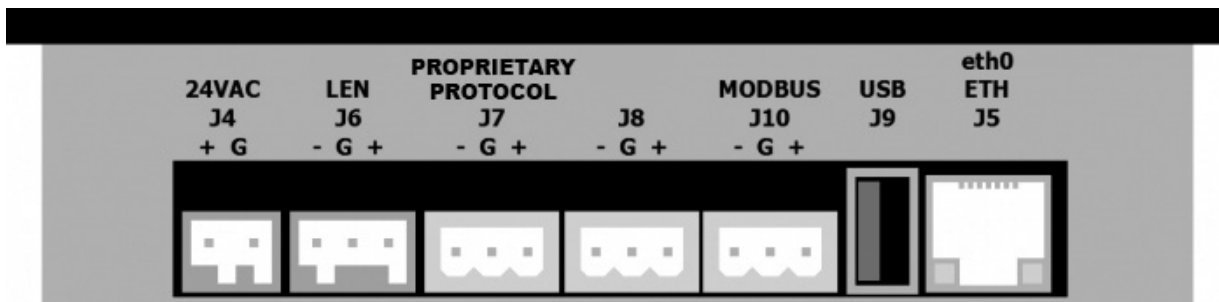 24VAC
J4
+ G
LEN
J6
- G +
PROPRIETARY
PROTOCOL
J7
- G +
J8
- G +
MODBUS
J10
- G +
USB
J9
eth0
ETH
J5